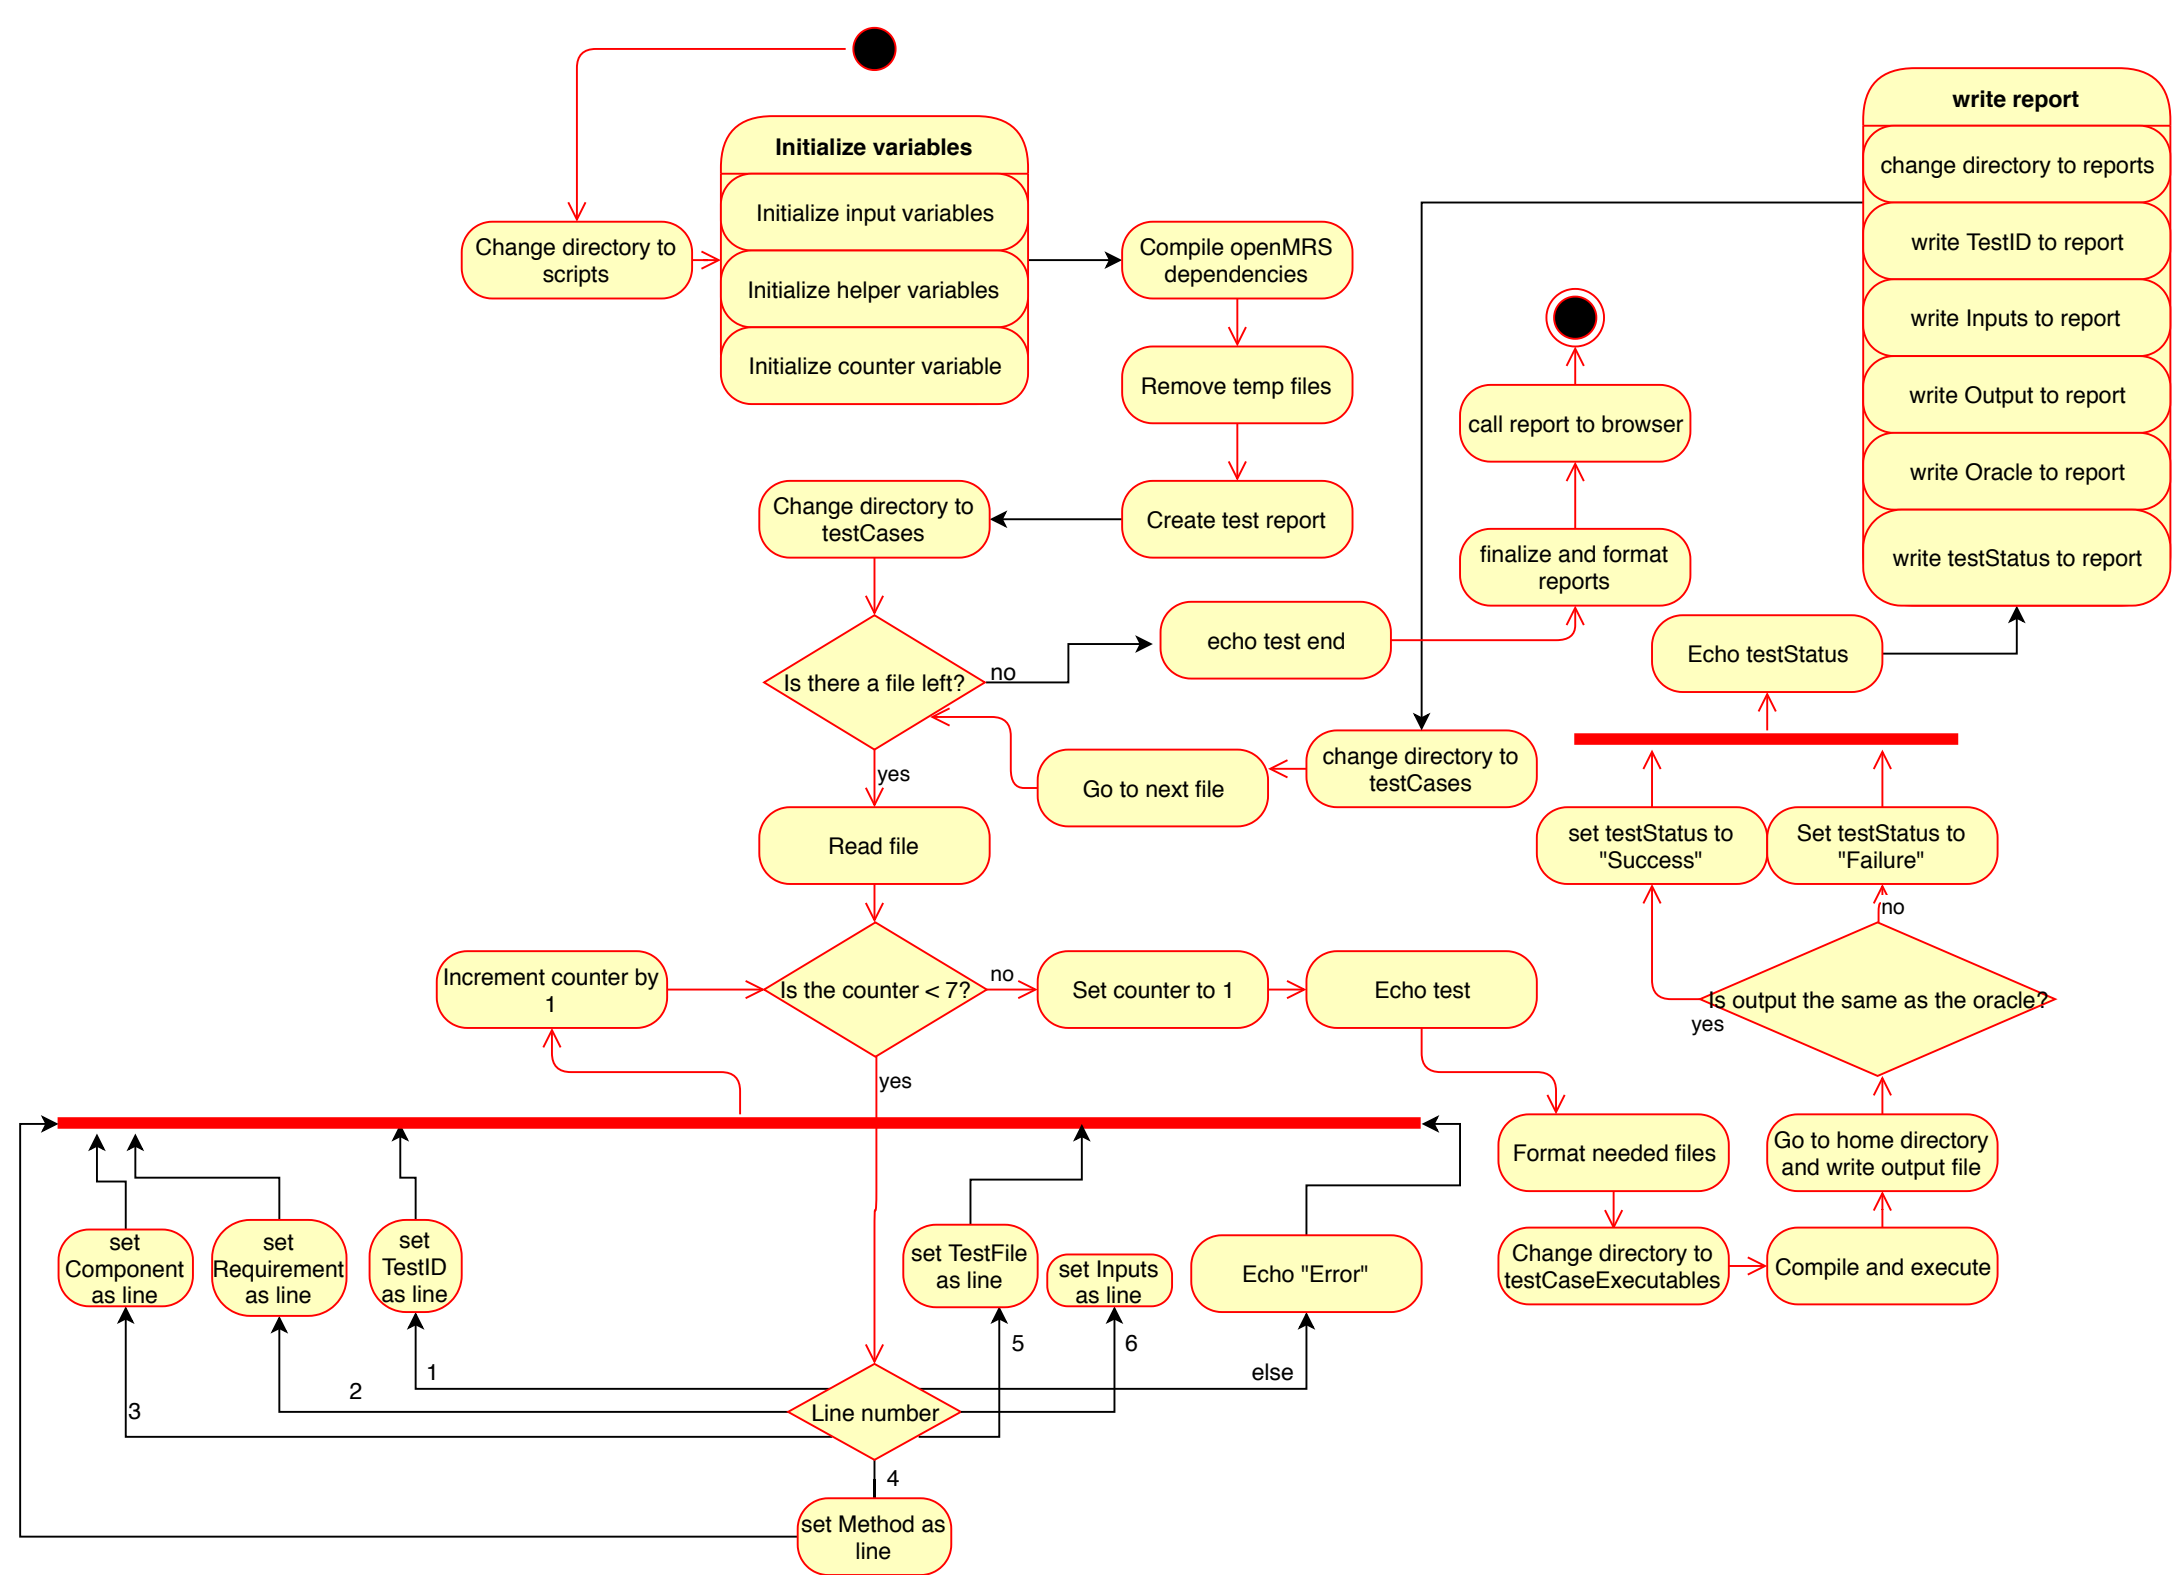 Initialize variables
Initialize input variables
Initialize helper variables
Initialize counter variable
Change directory to
scripts
Compile openMRS
dependencies
Remove temp files
Create test report
Change directory to
testCases
Is there a file left?
no
yes
echo test end
finalize and format
reports
call report to browser
write report
change directory to reports
write TestID to report
write Inputs to report
write Output to report
write Oracle to report
write testStatus to report
Echo testStatus
change directory to
testCases
Go to next file
Read file
set testStatus to
"Success"
Set testStatus to
"Failure"
no
Is output the same as the oracle?
yes
Increment counter by
1
Is the counter < 7?
no
yes
Set counter to 1
Echo test
Format needed files
Go to home directory
and write output file
Change directory to
testCaseExecutables
Compile and execute
set
Component
as line
set
Requirement
as line
set
TestID
as line
set TestFile
as line
set Inputs
as line
Echo "Error"
5
6
1
else
2
3
Line number
4
set Method as
line